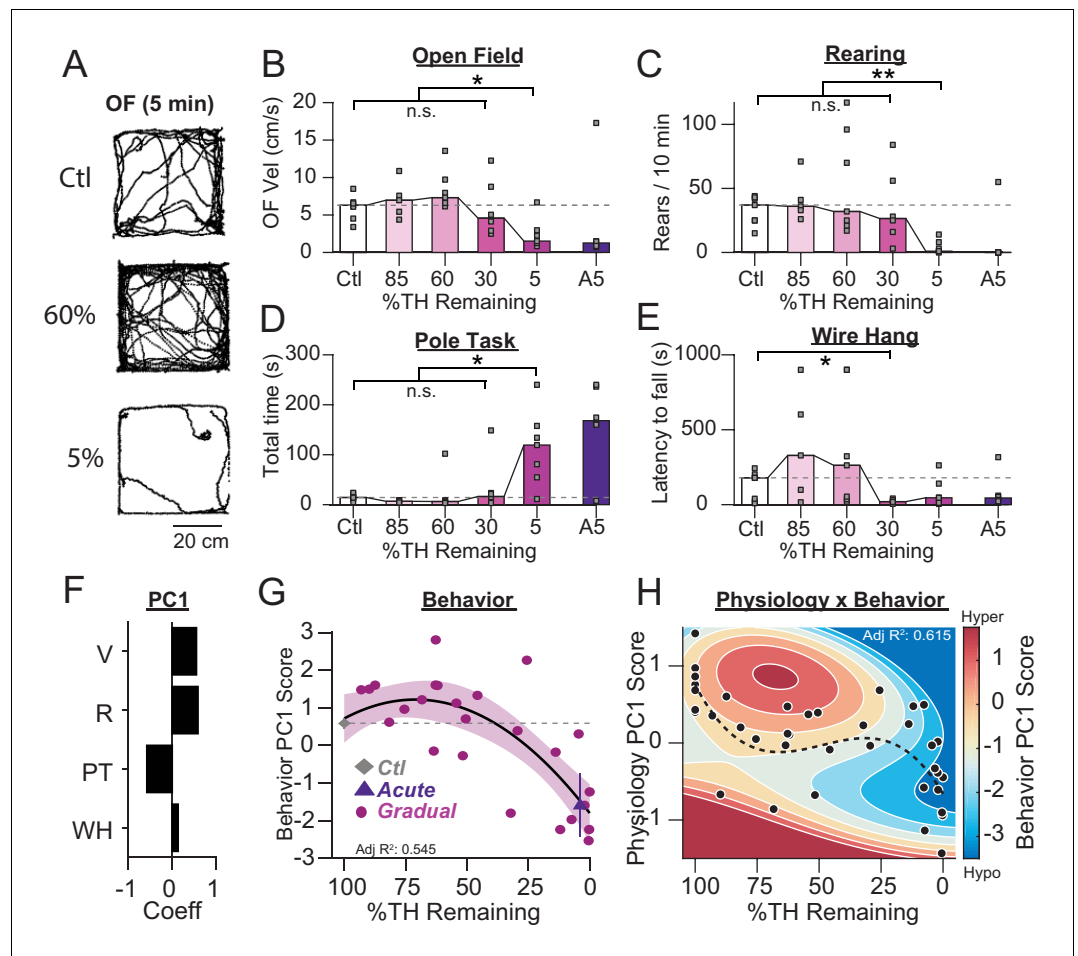 A
OF (5 min)
Ctl
60%
5%
20 cm
B
Open Field
*
n.s.
OF Vel (cm/s)
20
15
10
5
0
Ctl 85 60 30 5 A5
%TH Remaining
C
Rearing
**
n.s.
Rears / 10 min
100
50
0
Ctl 85 60 30 5 A5
%TH Remaining
D
Pole Task
*
n.s.
Total time (s)
300
200
100
0
Ctl 85 60 30 5 A5
%TH Remaining
E
Wire Hang
*
Latency to fall (s)
1000
500
0
Ctl 85 60 30 5 A5
%TH Remaining
F
PC1
V
R
PT
WH
-1 0 1
Coeff
G
Behavior
Behavior PC1 Score
3
2
1
0
-1
-2
-3
Ctl
Acute
Gradual
Adj R²: 0.545
100 75 50 25 0
%TH Remaining
H
Physiology x Behavior
Adj R²: 0.615
Physiology PC1 Score
1
0
-1
100 75 50 25 0
%TH Remaining
Hyper
1
0
-1
-2
-3
Hypo
Behavior PC1 Score